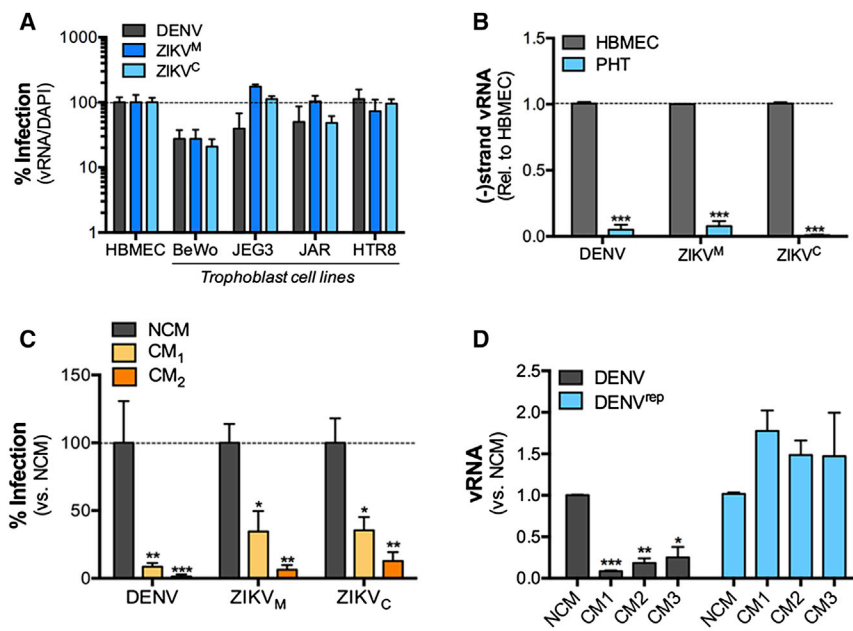 A
DENV
ZIKVᴹ
ZIKVᶜ
% Infection
(vRNA/DAPI)
1000
100
10
1
HBMEC BeWo JEG3 JAR HTR8
Trophoblast cell lines
B
HBMEC
PHT
(-)strand vRNA
(Rel. to HBMEC)
1.5
1.0
0.5
0.0
*** *** ***
DENV ZIKVᴹ ZIKVᶜ
C
NCM
CM₁
CM₂
% Infection
(vs. NCM)
150
100
50
0
** *** * ** * **
DENV ZIKV_M ZIKV_C
D
DENV
DENVʳᵉᵖ
vRNA
(vs. NCM)
2.5
2.0
1.5
1.0
0.5
0.0
*** ** *
NCM CM1 CM2 CM3 NCM CM1 CM2 CM3